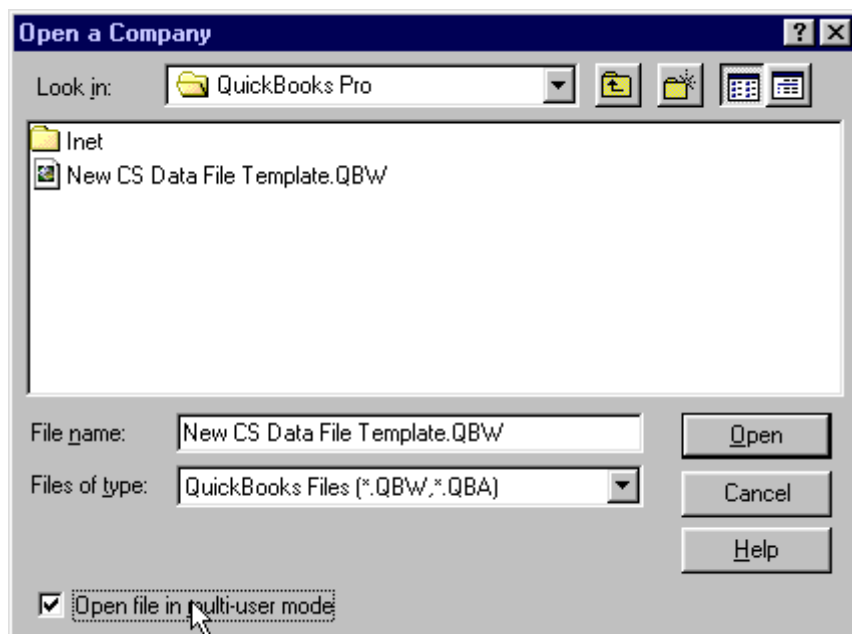 Open a Company
Look in: QuickBooks Pro
Inet
New CS Data File Template.QBW
File name: New CS Data File Template.QBW Open
Files of type: QuickBooks Files (*.QBW,*.QBA) Cancel
Help
Open file in multi-user mode